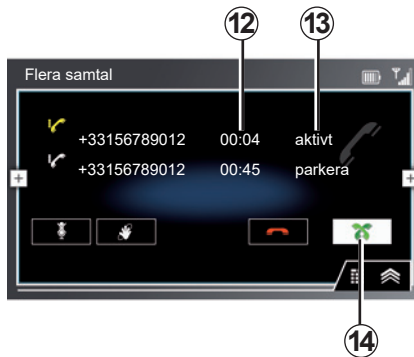 12 13
Flera samtal
+33156789012 00:04 aktivt
+33156789012 00:45 parkera
14